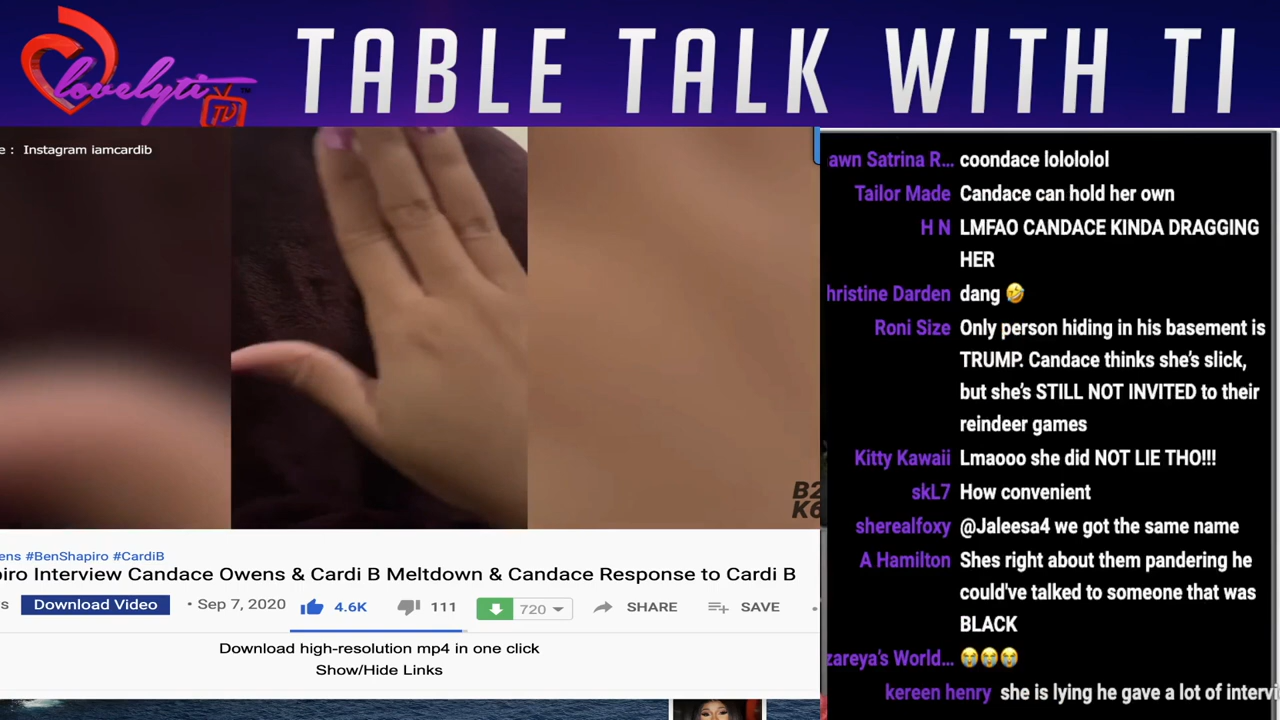 lovelyti
TV
TABLE TALK WITH TI
e : Instagram iamcardib
B2
K6
ens #BenShapiro #CardiB
piro Interview Candace Owens & Cardi B Meltdown & Candace Response to Cardi B
s Download Video • Sep 7, 2020 4.6K 111 720 SHARE SAVE
Download high-resolution mp4 in one click
Show/Hide Links
awn Satrina R... coondace lolololol
Tailor Made Candace can hold her own
H N LMFAO CANDACE KINDA DRAGGING
HER
hristine Darden dang 🤣
Roni Size Only person hiding in his basement is
TRUMP. Candace thinks she's slick,
but she's STILL NOT INVITED to their
reindeer games
Kitty Kawaii Lmaooo she did NOT LIE THO!!!
skL7 How convenient
sherealfoxy @Jaleesa4 we got the same name
A Hamilton Shes right about them pandering he
could've talked to someone that was
BLACK
zareya's World... 😭😭😭
kereen henry she is lying he gave a lot of intervi